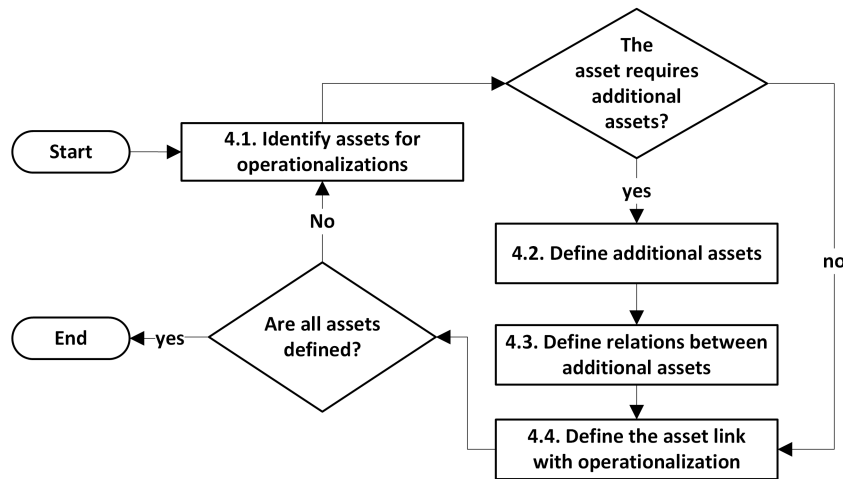 The
asset requires
additional
assets?
Start
4.1. Identify assets for
operationalizations
yes
No
4.2. Define additional assets
no
End
yes
Are all assets
defined?
4.3. Define relations between
additional assets
4.4. Define the asset link
with operationalization